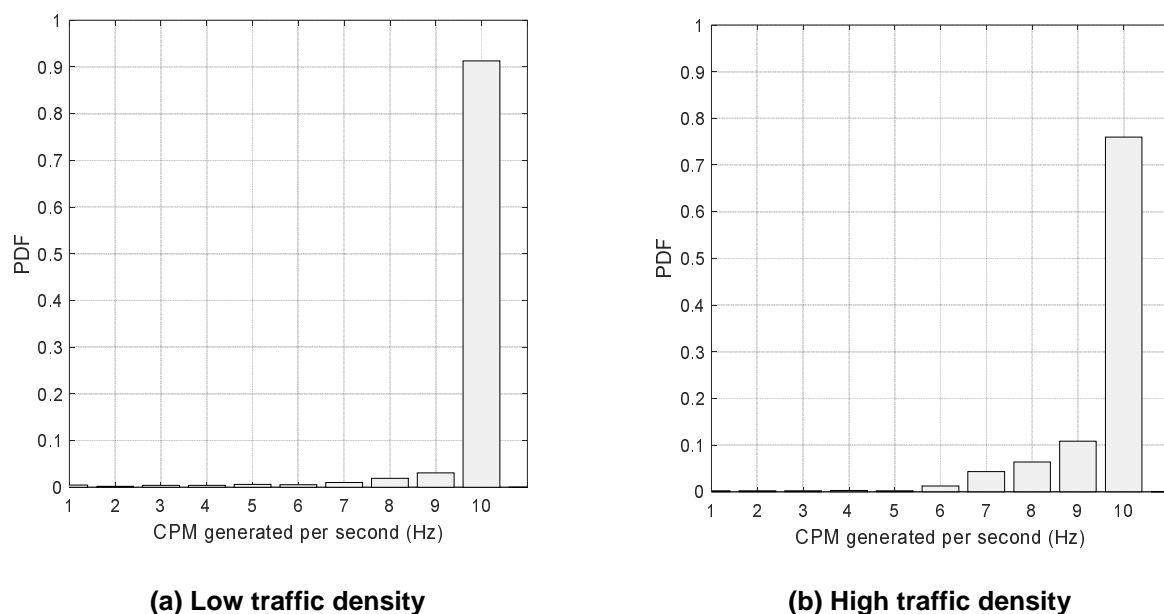 1
0.9
0.8
0.7
0.6
0.5
0.4
0.3
0.2
0.1
0
PDF
1 2 3 4 5 6 7 8 9 10
CPM generated per second (Hz)
(a) Low traffic density
1
0.9
0.8
0.7
0.6
0.5
0.4
0.3
0.2
0.1
0
PDF
1 2 3 4 5 6 7 8 9 10
CPM generated per second (Hz)
(b) High traffic density